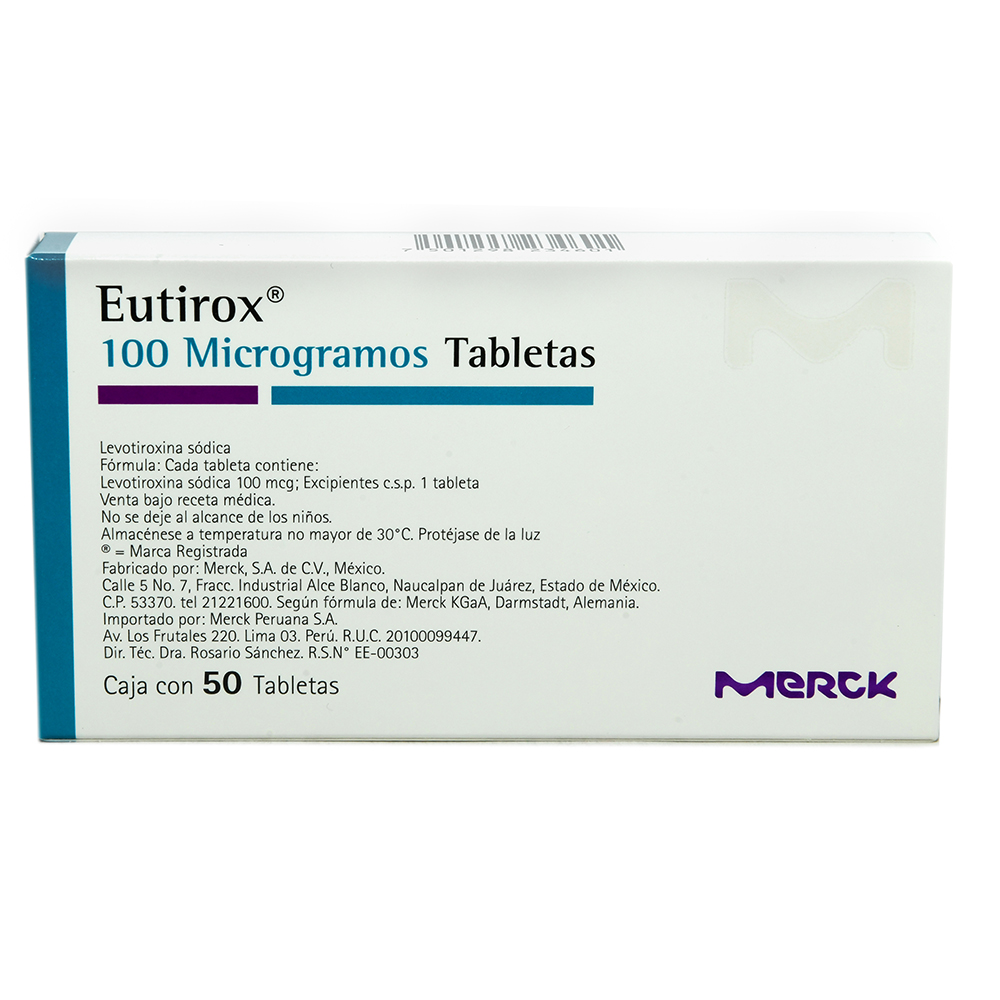 7 501298 234601
Eutirox®
100 Microgramos Tabletas
Levotiroxina sódica
Fórmula: Cada tableta contiene:
Levotiroxina sódica 100 mcg; Excipientes c.s.p. 1 tableta
Venta bajo receta médica.
No se deje al alcance de los niños.
Almacénese a temperatura no mayor de 30°C. Protéjase de la luz
® = Marca Registrada
Fabricado por: Merck, S.A. de C.V., México.
Calle 5 No. 7, Fracc. Industrial Alce Blanco, Naucalpan de Juárez, Estado de México.
C.P. 53370. tel 21221600. Según fórmula de: Merck KGaA, Darmstadt, Alemania.
Importado por: Merck Peruana S.A.
Av. Los Frutales 220. Lima 03. Perú. R.U.C. 20100099447.
Dir. Téc. Dra. Rosario Sánchez. R.S.N° EE-00303
Caja con 50 Tabletas
MERCK